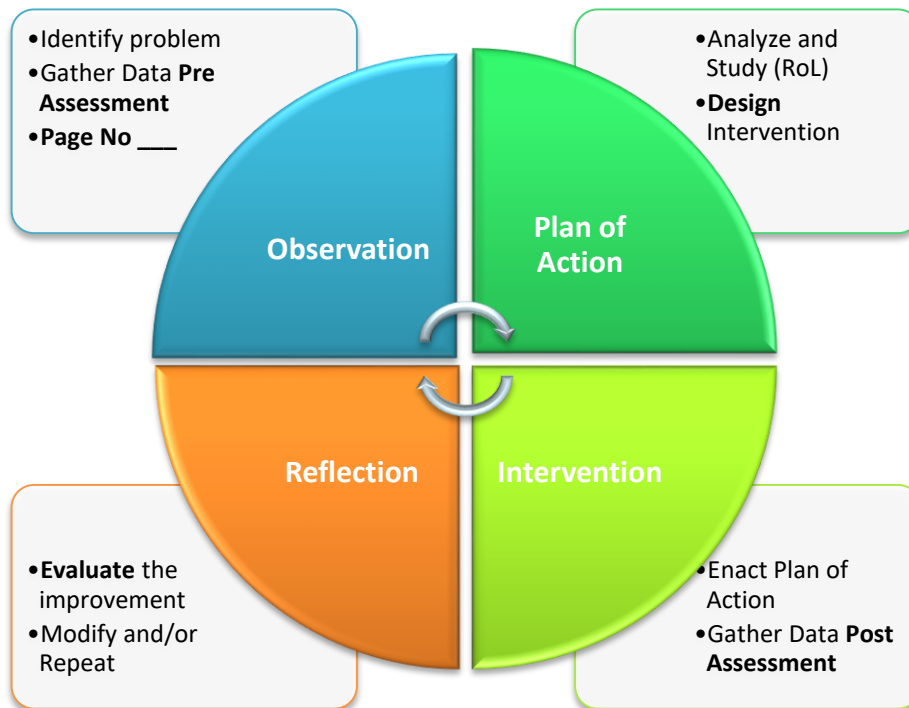 •Identify problem
•Gather Data Pre
Assessment
•Page No ___
•Analyze and
Study (RoL)
•Design
Intervention
Observation
Plan of
Action
Reflection
Intervention
•Evaluate the
improvement
•Modify and/or
Repeat
•Enact Plan of
Action
•Gather Data Post
Assessment